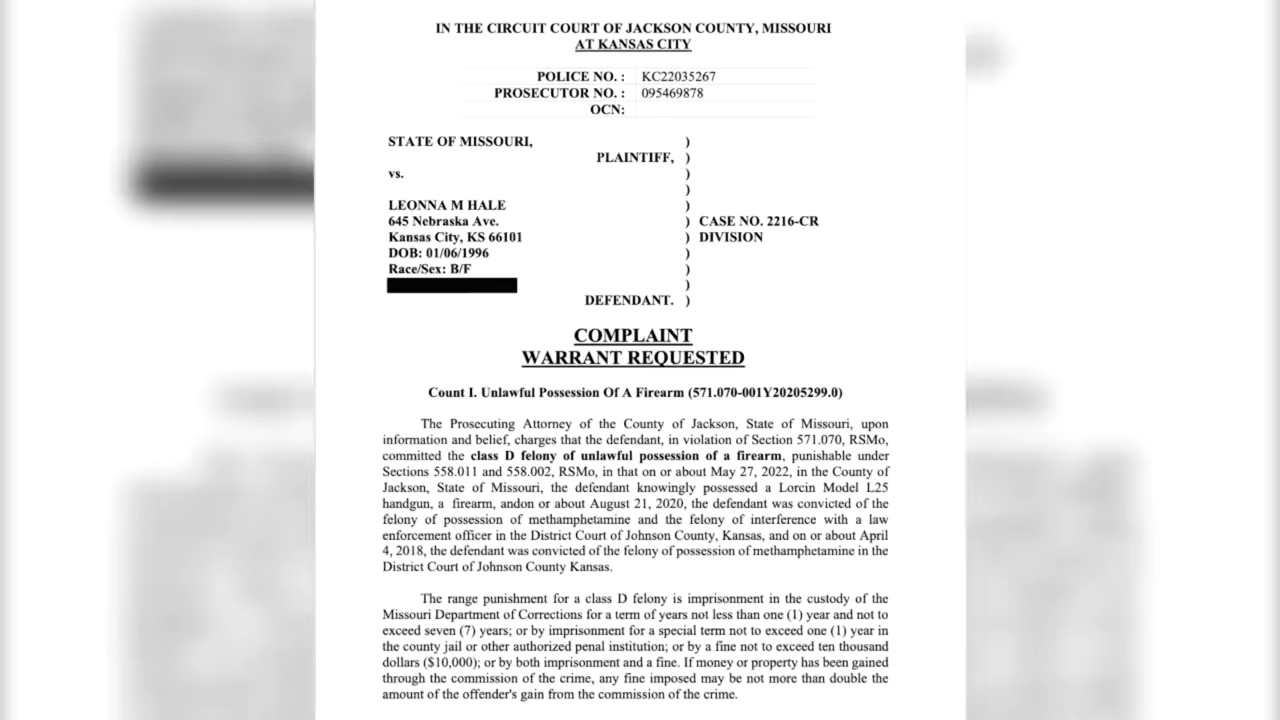 IN THE CIRCUIT COURT OF JACKSON COUNTY, MISSOURI
AT KANSAS CITY
POLICE NO. : KC22035267
PROSECUTOR NO. : 095469878
OCN:
STATE OF MISSOURI, )
PLAINTIFF, )
vs. )
)
LEONNA M HALE )
645 Nebraska Ave. ) CASE NO. 2216-CR
Kansas City, KS 66101 ) DIVISION
DOB: 01/06/1996 )
Race/Sex: B/F )
)
DEFENDANT. )
COMPLAINT
WARRANT REQUESTED
Count I. Unlawful Possession Of A Firearm (571.070-001Y20205299.0)
The Prosecuting Attorney of the County of Jackson, State of Missouri, upon
information and belief, charges that the defendant, in violation of Section 571.070, RSMo,
committed the class D felony of unlawful possession of a firearm, punishable under
Sections 558.011 and 558.002, RSMo, in that on or about May 27, 2022, in the County of
Jackson, State of Missouri, the defendant knowingly possessed a Lorcin Model L25
handgun, a firearm, andon or about August 21, 2020, the defendant was convicted of the
felony of possession of methamphetamine and the felony of interference with a law
enforcement officer in the District Court of Johnson County, Kansas, and on or about April
4, 2018, the defendant was convicted of the felony of possession of methamphetamine in the
District Court of Johnson County Kansas.
The range punishment for a class D felony is imprisonment in the custody of the
Missouri Department of Corrections for a term of years not less than one (1) year and not to
exceed seven (7) years; or by imprisonment for a special term not to exceed one (1) year in
the county jail or other authorized penal institution; or by a fine not to exceed ten thousand
dollars ($10,000); or by both imprisonment and a fine. If money or property has been gained
through the commission of the crime, any fine imposed may be not more than double the
amount of the offender's gain from the commission of the crime.